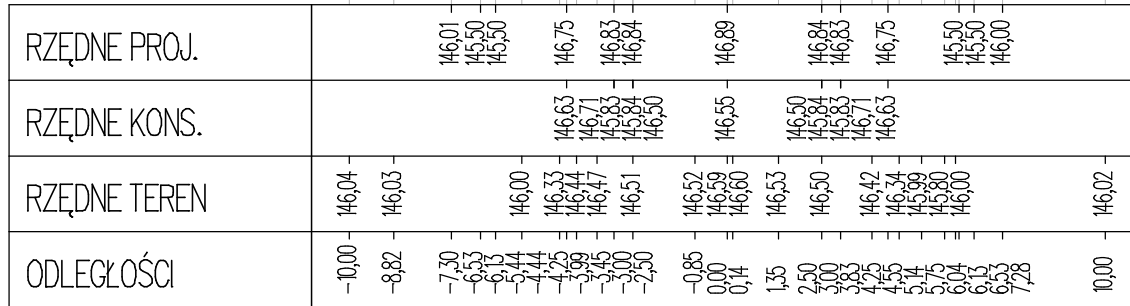 RZĘDNE PROJ. 146,01 145,50 145,50 146,75 146,83 146,84 146,89 146,84 146,83 146,75 145,50 145,50 146,00
RZĘDNE KONS. 146,63 146,71 145,83 145,84 146,50 146,55 146,50 145,84 145,83 146,71 146,63
RZĘDNE TEREN 146,04 146,03 146,00 146,33 146,44 146,47 146,51 146,52 146,59 146,60 146,53 146,50 146,42 146,34 145,99 145,80 146,00 146,02
ODLEGŁOŚCI -10,00 -8,82 -7,30 -6,53 -6,13 -5,44 -4,44 -4,25 -3,99 -3,45 -3,00 -2,50 -0,85 0,00 0,14 1,35 2,50 3,00 3,83 4,25 4,55 5,14 5,75 6,04 6,13 6,53 7,28 10,00